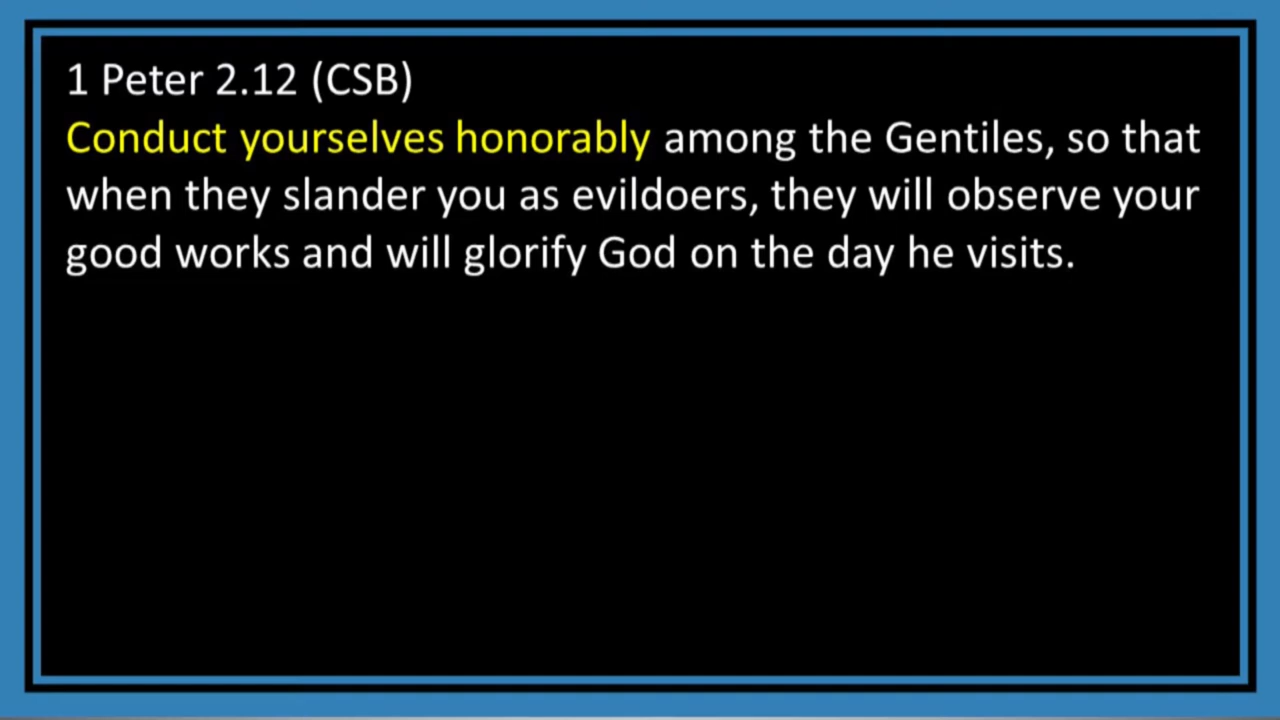 1 Peter 2.12 (CSB)
Conduct yourselves honorably among the Gentiles, so that
when they slander you as evildoers, they will observe your
good works and will glorify God on the day he visits.